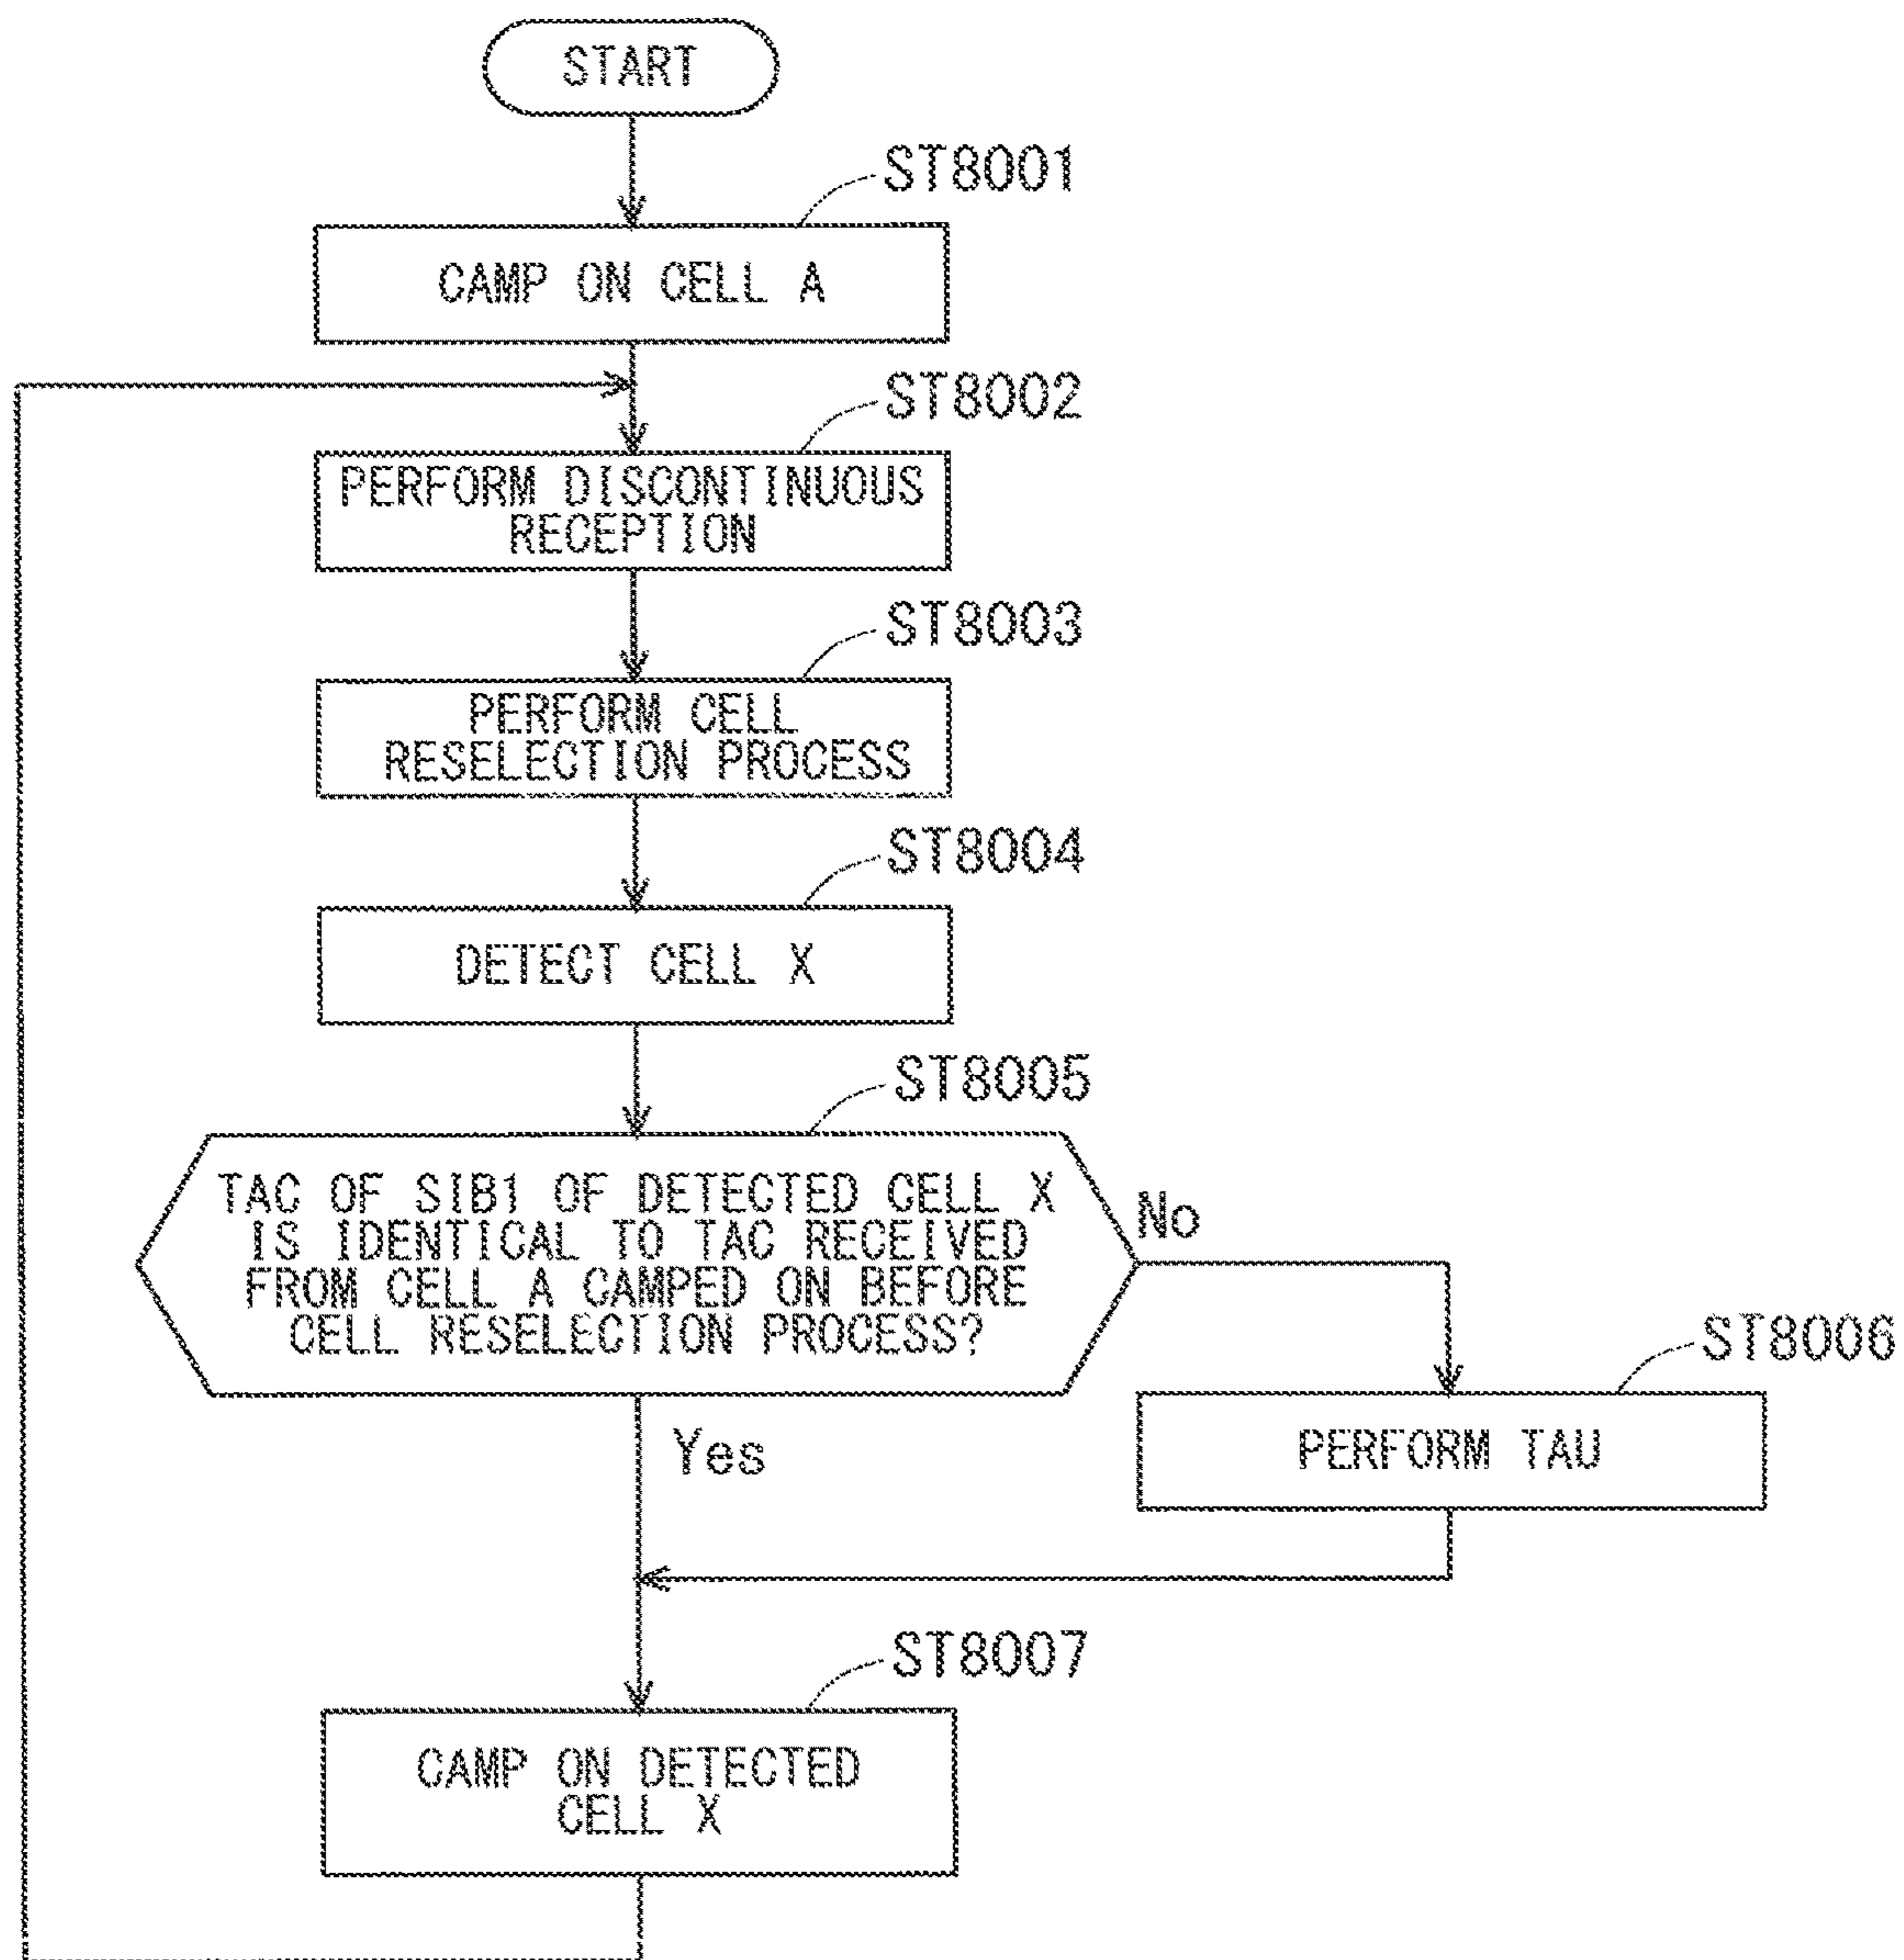 START
ST8001
CAMP ON CELL A
ST8002
PERFORM DISCONTINUOUS
RECEPTION
ST8003
PERFORM CELL
RESELECTION PROCESS
ST8004
DETECT CELL X
ST8005
TAC OF SIB1 OF DETECTED CELL X
IS IDENTICAL TO TAC RECEIVED
FROM CELL A CAMPED ON BEFORE
CELL RESELECTION PROCESS?
No
ST8006
PERFORM TAU
Yes
ST8007
CAMP ON DETECTED
CELL X